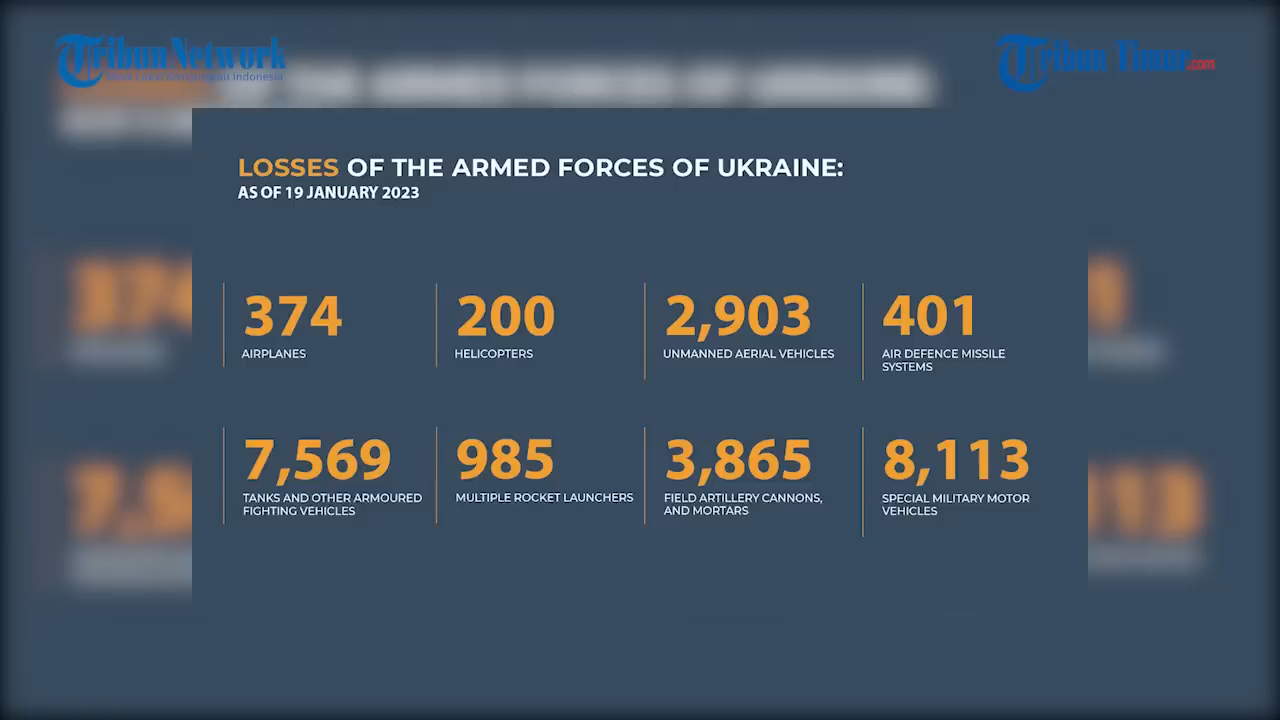 TribunNetwork
Tribun Timur.com
LOSSES OF THE ARMED FORCES OF UKRAINE:
AS OF 19 JANUARY 2023
374
AIRPLANES
200
HELICOPTERS
2,903
UNMANNED AERIAL VEHICLES
401
AIR DEFENCE MISSILE
SYSTEMS
7,569
TANKS AND OTHER ARMOURED
FIGHTING VEHICLES
985
MULTIPLE ROCKET LAUNCHERS
3,865
FIELD ARTILLERY CANNONS,
AND MORTARS
8,113
SPECIAL MILITARY MOTOR
VEHICLES